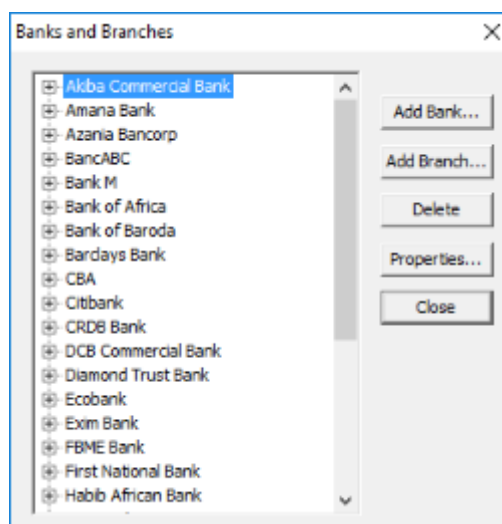 Banks and Branches
Akiba Commercial Bank
Amana Bank
Azania Bancorp
BancABC
Bank M
Bank of Africa
Bank of Baroda
Barclays Bank
CBA
Citibank
CRDB Bank
DCB Commercial Bank
Diamond Trust Bank
Ecobank
Exim Bank
FBME Bank
First National Bank
Habib African Bank
Add Bank...
Add Branch...
Delete
Properties...
Close